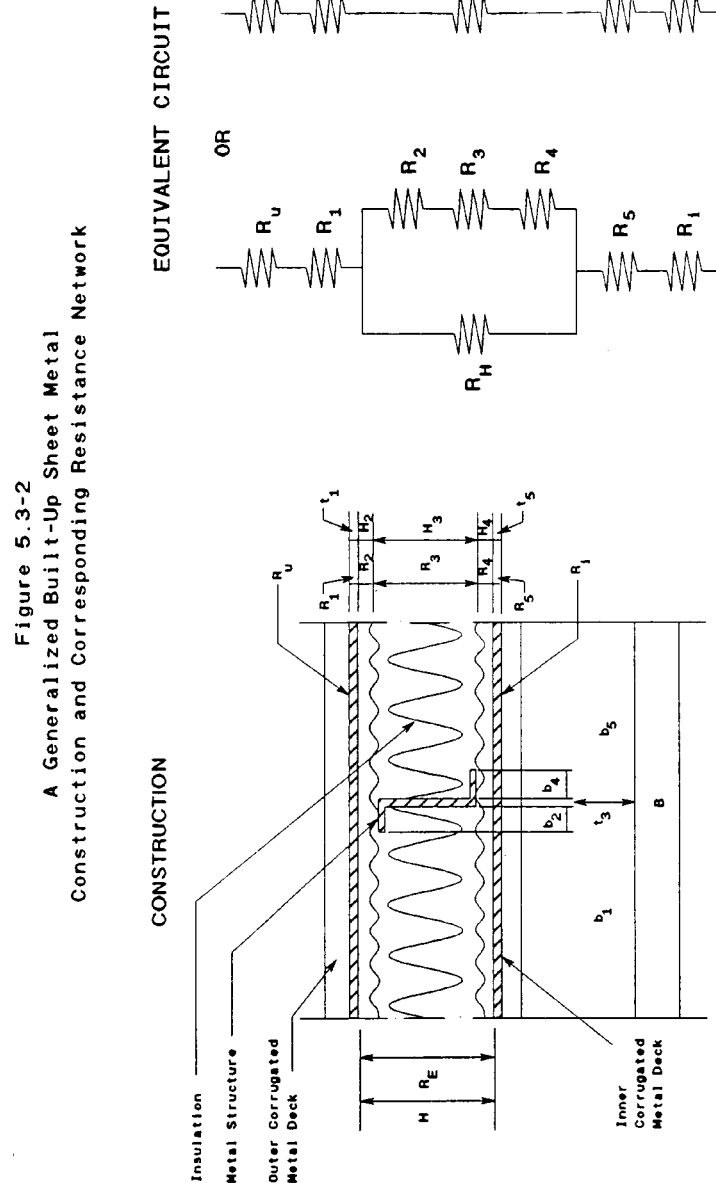 Figure 5.3-2
A Generalized Built-Up Sheet Metal
Construction and Corresponding Resistance Network
CONSTRUCTION
EQUIVALENT CIRCUIT
OR
Insulation
Metal Structure
Outer Corrugated
Metal Deck
Inner
Corrugated
Metal Deck
H
R_E
R_u
R_1
t_1
R_2
H_2
R_3
H_3
R_4
H_4
R_5
t_5
R_i
b_2
b_4
b_1
t_3
b_5
B
R_u
R_1
R_H
R_2
R_3
R_4
R_5
R_i